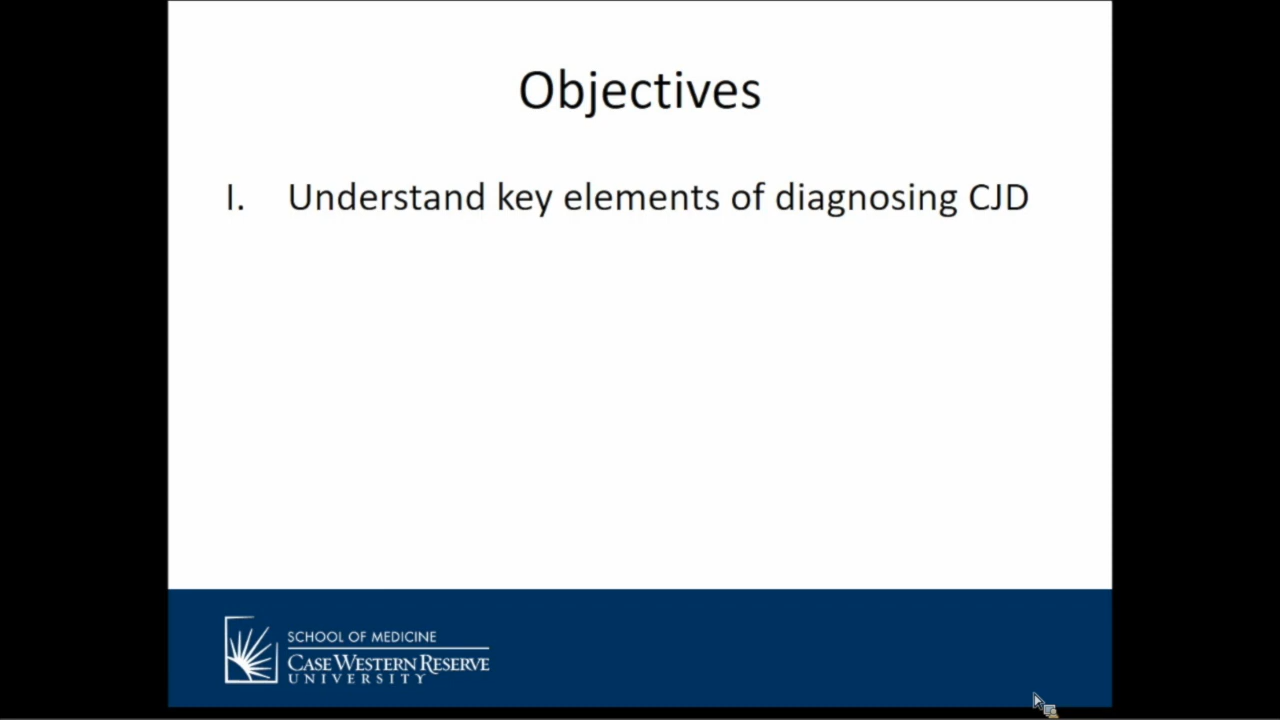 Objectives
I. Understand key elements of diagnosing CJD
SCHOOL OF MEDICINE
CASE WESTERN RESERVE
UNIVERSITY